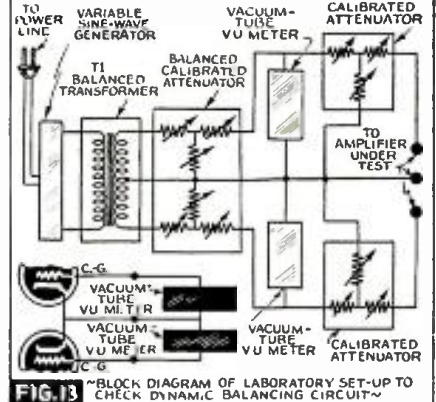 TO
POWER
LINE
VARIABLE
SINE-WAVE
GENERATOR
T1
BALANCED
TRANSFORMER
BALANCED
CALIBRATED
ATTENUATOR
VACUUM-
TUBE
VU METER
CALIBRATED
ATTENUATOR
TO
AMPLIFIER
UNDER
TEST
C.-G.
VACUUM-
TUBE
VU METER
VACUUM-
TUBE
VU METER
C.-G.
VACUUM-
TUBE
VU METER
CALIBRATED
ATTENUATOR
FIG.13 ~BLOCK DIAGRAM OF LABORATORY SET-UP TO
CHECK DYNAMIC BALANCING CIRCUIT~